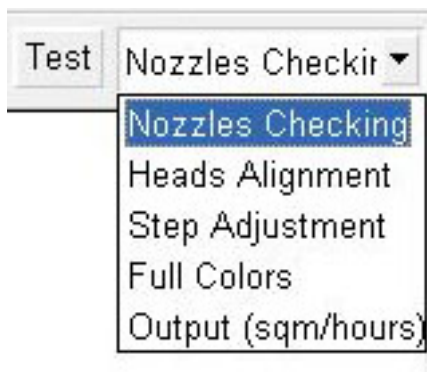 Test Nozzles Checkin
Nozzles Checking
Heads Alignment
Step Adjustment
Full Colors
Output (sqm/hours)